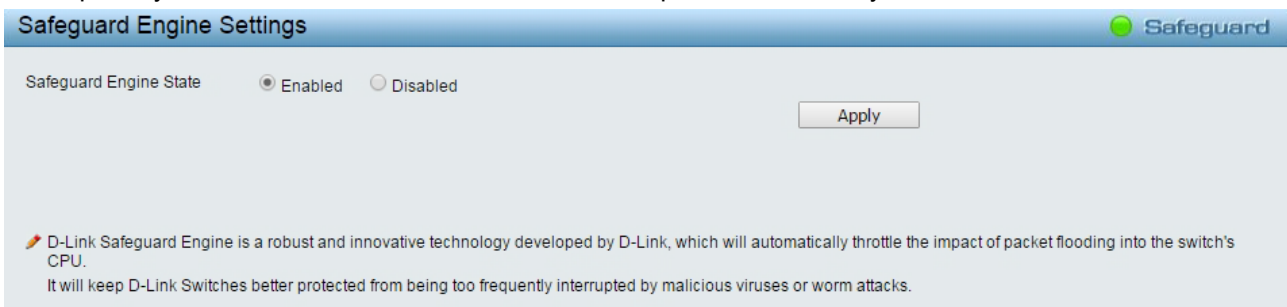 Safeguard Engine Settings
Safeguard
Safeguard Engine State Enabled Disabled
Apply
D-Link Safeguard Engine is a robust and innovative technology developed by D-Link, which will automatically throttle the impact of packet flooding into the switch's
CPU.
It will keep D-Link Switches better protected from being too frequently interrupted by malicious viruses or worm attacks.